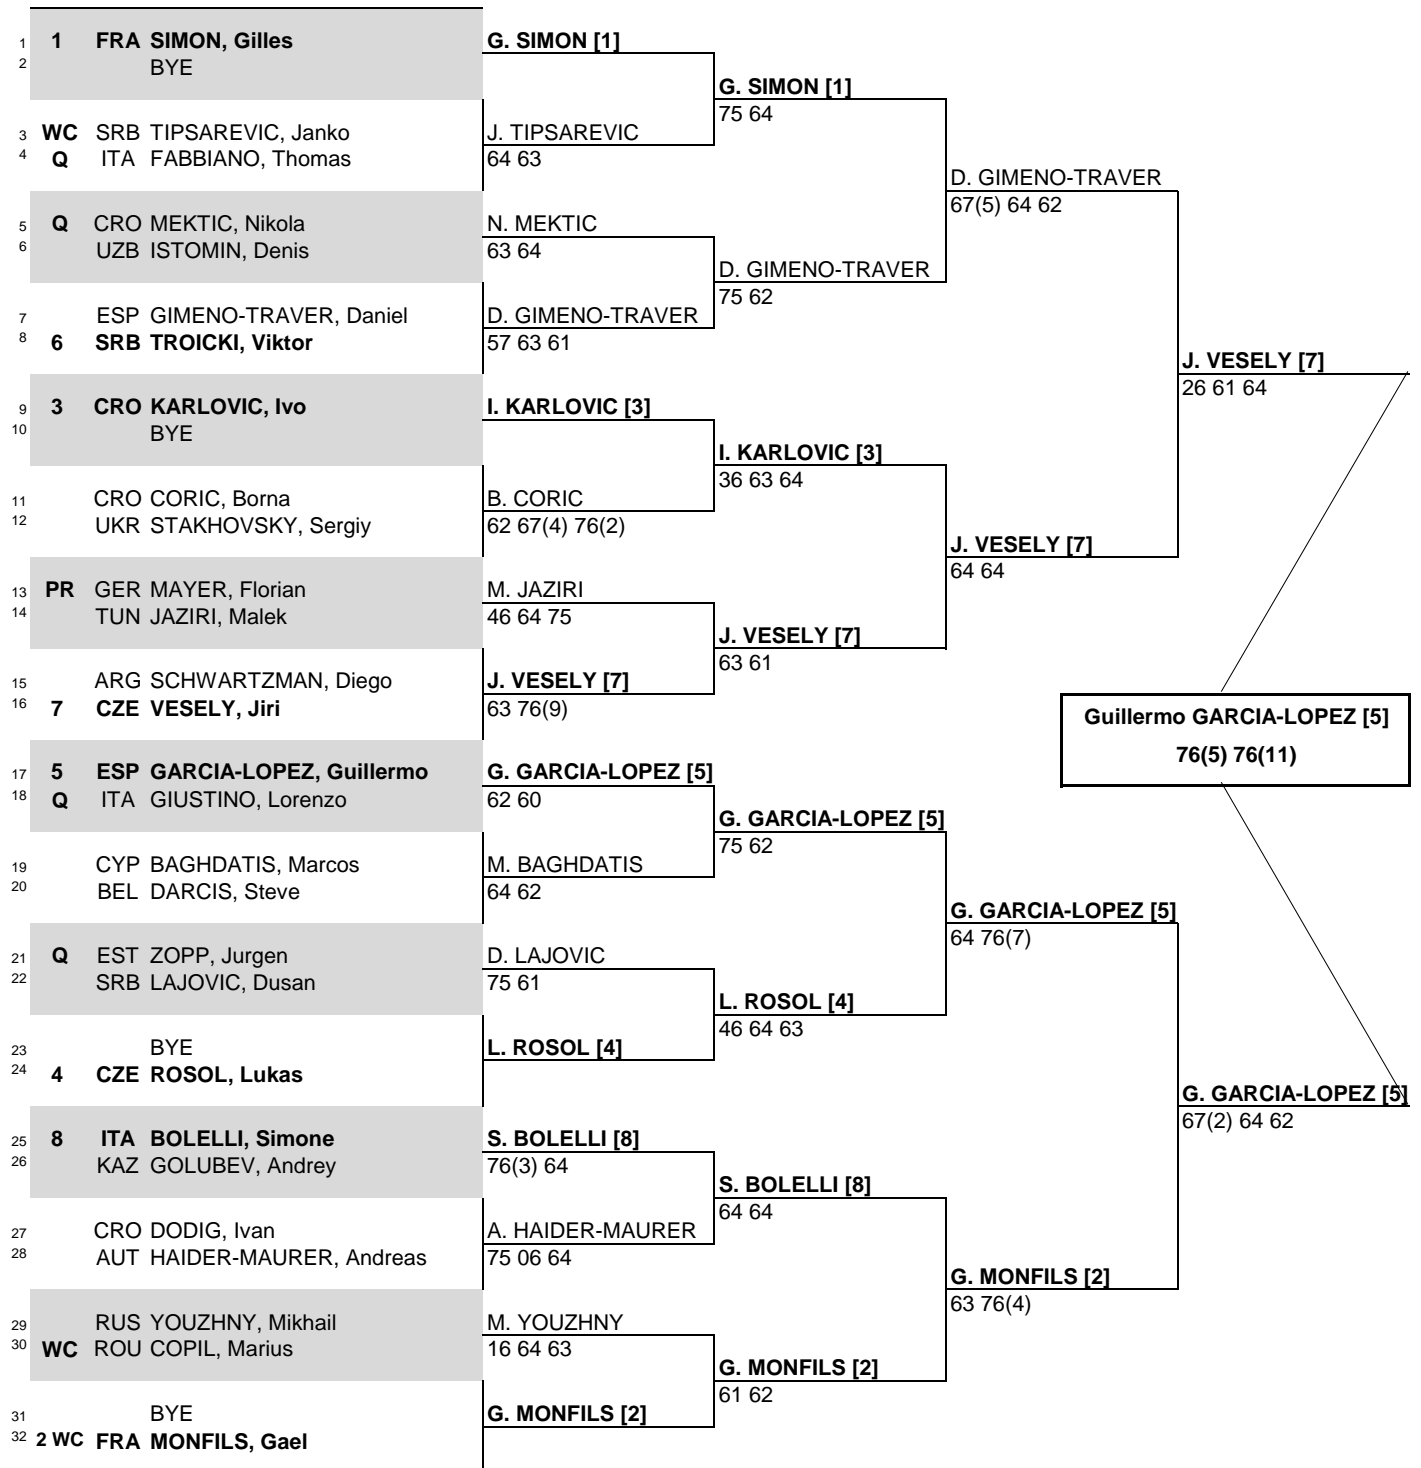 1 1 FRA SIMON, Gilles
2 BYE
3 WC SRB TIPSAREVIC, Janko
4 Q ITA FABBIANO, Thomas
5 Q CRO MEKTIC, Nikola
6 UZB ISTOMIN, Denis
7 ESP GIMENO-TRAVER, Daniel
8 6 SRB TROICKI, Viktor
9 3 CRO KARLOVIC, Ivo
10 BYE
11 CRO CORIC, Borna
12 UKR STAKHOVSKY, Sergiy
13 PR GER MAYER, Florian
14 TUN JAZIRI, Malek
15 ARG SCHWARTZMAN, Diego
16 7 CZE VESELY, Jiri
17 5 ESP GARCIA-LOPEZ, Guillermo
18 Q ITA GIUSTINO, Lorenzo
19 CYP BAGHDATIS, Marcos
20 BEL DARCIS, Steve
21 Q EST ZOPP, Jurgen
22 SRB LAJOVIC, Dusan
23 BYE
24 4 CZE ROSOL, Lukas
25 8 ITA BOLELLI, Simone
26 KAZ GOLUBEV, Andrey
27 CRO DODIG, Ivan
28 AUT HAIDER-MAURER, Andreas
29 RUS YOUZHNY, Mikhail
30 WC ROU COPIL, Marius
31 BYE
32 2 WC FRA MONFILS, Gael
G. SIMON [1]
J. TIPSAREVIC
64 63
N. MEKTIC
63 64
D. GIMENO-TRAVER
57 63 61
I. KARLOVIC [3]
B. CORIC
62 67(4) 76(2)
M. JAZIRI
46 64 75
J. VESELY [7]
63 76(9)
G. GARCIA-LOPEZ [5]
62 60
M. BAGHDATIS
64 62
D. LAJOVIC
75 61
L. ROSOL [4]
S. BOLELLI [8]
76(3) 64
A. HAIDER-MAURER
75 06 64
M. YOUZHNY
16 64 63
G. MONFILS [2]
G. SIMON [1]
75 64
D. GIMENO-TRAVER
75 62
I. KARLOVIC [3]
36 63 64
J. VESELY [7]
63 61
G. GARCIA-LOPEZ [5]
75 62
L. ROSOL [4]
46 64 63
S. BOLELLI [8]
64 64
G. MONFILS [2]
61 62
D. GIMENO-TRAVER
67(5) 64 62
J. VESELY [7]
64 64
G. GARCIA-LOPEZ [5]
64 76(7)
G. MONFILS [2]
63 76(4)
J. VESELY [7]
26 61 64
G. GARCIA-LOPEZ [5]
67(2) 64 62
Guillermo GARCIA-LOPEZ [5]
76(5) 76(11)